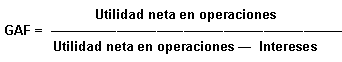 Utilidad neta en operaciones
GAF =
Utilidad neta en operaciones — Intereses